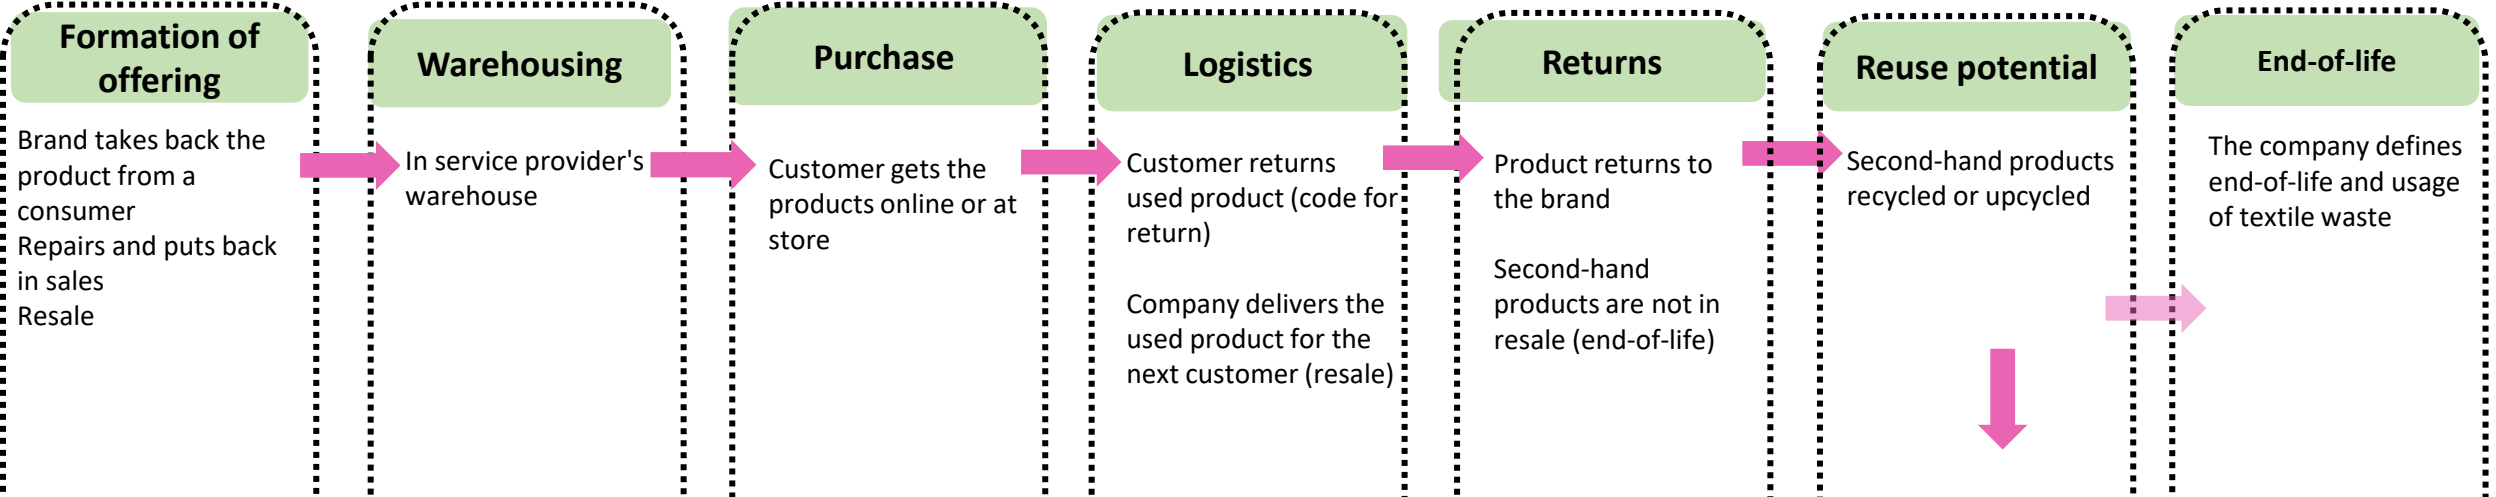 Formation of
offering
Brand takes back the
product from a
consumer
Repairs and puts back
in sales
Resale
Warehousing
In service provider's
warehouse
Purchase
Customer gets the
products online or at
store
Logistics
Customer returns
used product (code for
return)
Company delivers the
used product for the
next customer (resale)
Returns
Product returns to
the brand
Second-hand
products are not in
resale (end-of-life)
Reuse potential
Second-hand products
recycled or upcycled
End-of-life
The company defines
end-of-life and usage
of textile waste